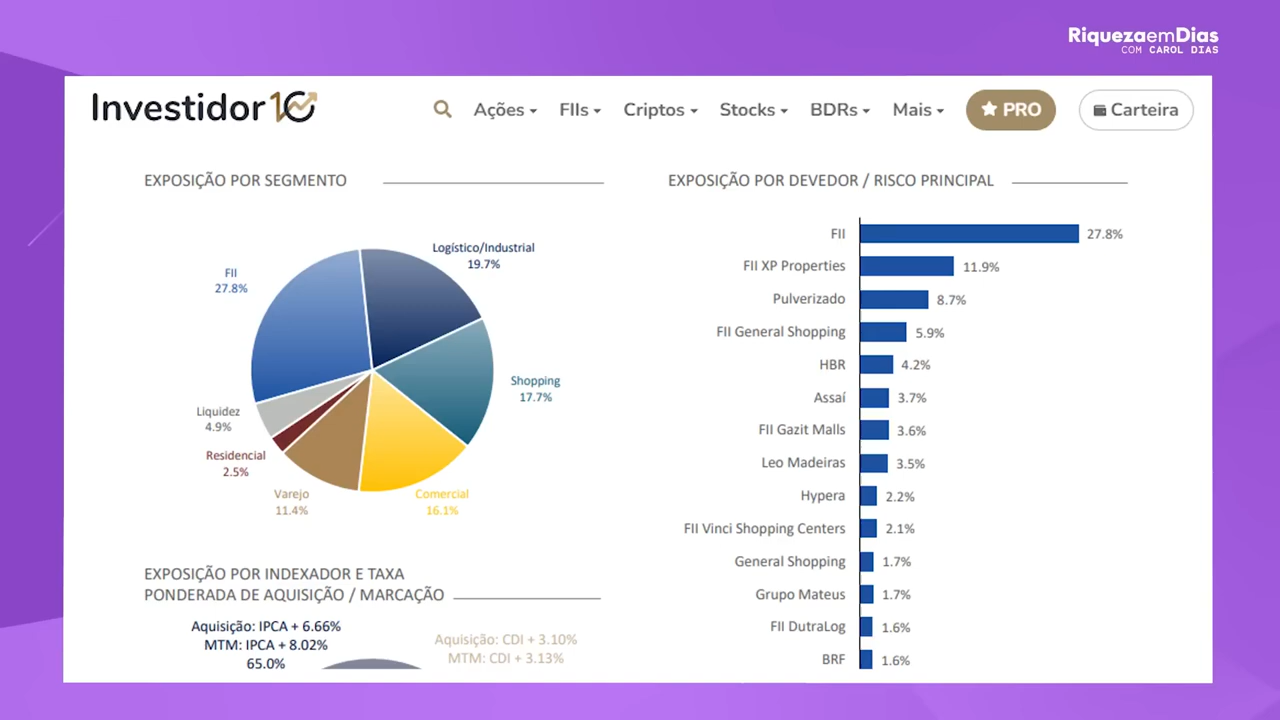 RiquezaemDias
COM CAROL DIAS
Investidor10
Ações
FIIs
Criptos
Stocks
BDRs
Mais
PRO
Carteira
EXPOSIÇÃO POR SEGMENTO
Logístico/Industrial
19.7%
FII
27.8%
Shopping
17.7%
Liquidez
4.9%
Residencial
2.5%
Varejo
11.4%
Comercial
16.1%
EXPOSIÇÃO POR INDEXADOR E TAXA
PONDERADA DE AQUISIÇÃO / MARCAÇÃO
Aquisição: IPCA + 6.66%
MTM: IPCA + 8.02%
65.0%
Aquisição: CDI + 3.10%
MTM: CDI + 3.13%
EXPOSIÇÃO POR DEVEDOR / RISCO PRINCIPAL
FII 27.8%
FII XP Properties 11.9%
Pulverizado 8.7%
FII General Shopping 5.9%
HBR 4.2%
Assaí 3.7%
FII Gazit Malls 3.6%
Leo Madeiras 3.5%
Hypera 2.2%
FII Vinci Shopping Centers 2.1%
General Shopping 1.7%
Grupo Mateus 1.7%
FII DutraLog 1.6%
BRF 1.6%